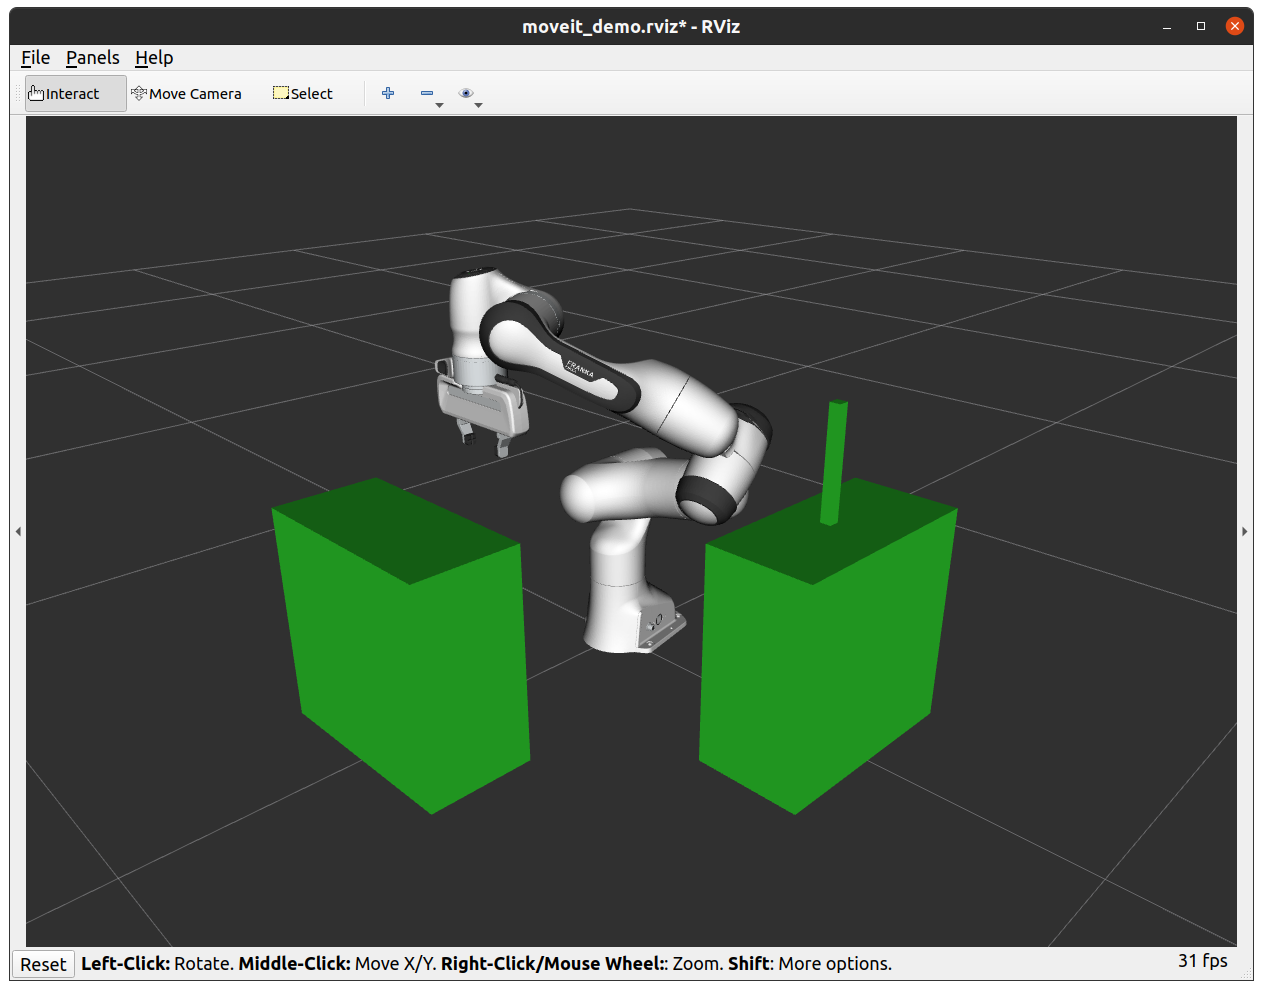 moveit_demo.rviz* - RViz
File Panels Help
Interact Move Camera Select
FRANKA
Reset Left-Click: Rotate. Middle-Click: Move X/Y. Right-Click/Mouse Wheel:: Zoom. Shift: More options. 31 fps